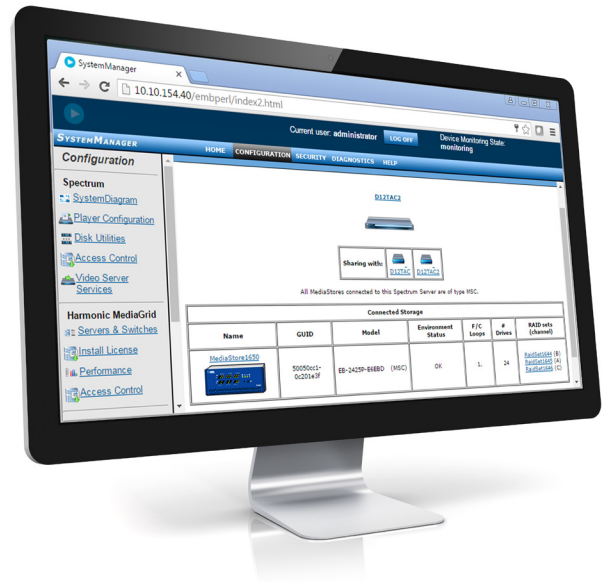 SystemManager
10.10.154.40/embperl/index2.html
Current user: administrator LOG OFF Device Monitoring State:
monitoring
SYSTEMMANAGER
HOME CONFIGURATION SECURITY DIAGNOSTICS HELP
Configuration
Spectrum
SystemDiagram
Player Configuration
Disk Utilities
Access Control
Video Server
Services
Harmonic MediaGrid
Servers & Switches
Install License
Performance
Access Control
D12TAC2
Sharing with:
D12TAC D12TAC2
All MediaStores connected to this Spectrum Server are of type MSC.
Connected Storage
Name GUID Model Environment Status F/C Loops # Drives RAID sets (channel)
MediaStore1650
50050cc1-
0c201e3f
EB-2425P-E6EBD (MSC)
OK
1.
24
RaidSet1644 (B)
RaidSet1645 (A)
RaidSet1646 (C)